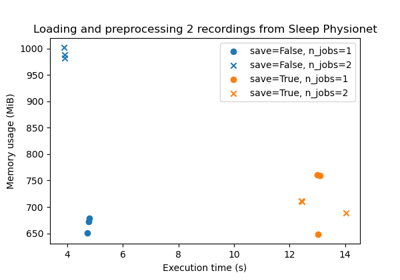 Loading and preprocessing 2 recordings from Sleep Physionet
save=False, n_jobs=1
save=False, n_jobs=2
save=True, n_jobs=1
save=True, n_jobs=2
Memory usage (MiB)
1000
950
900
850
800
750
700
650
4 6 8 10 12 14
Execution time (s)